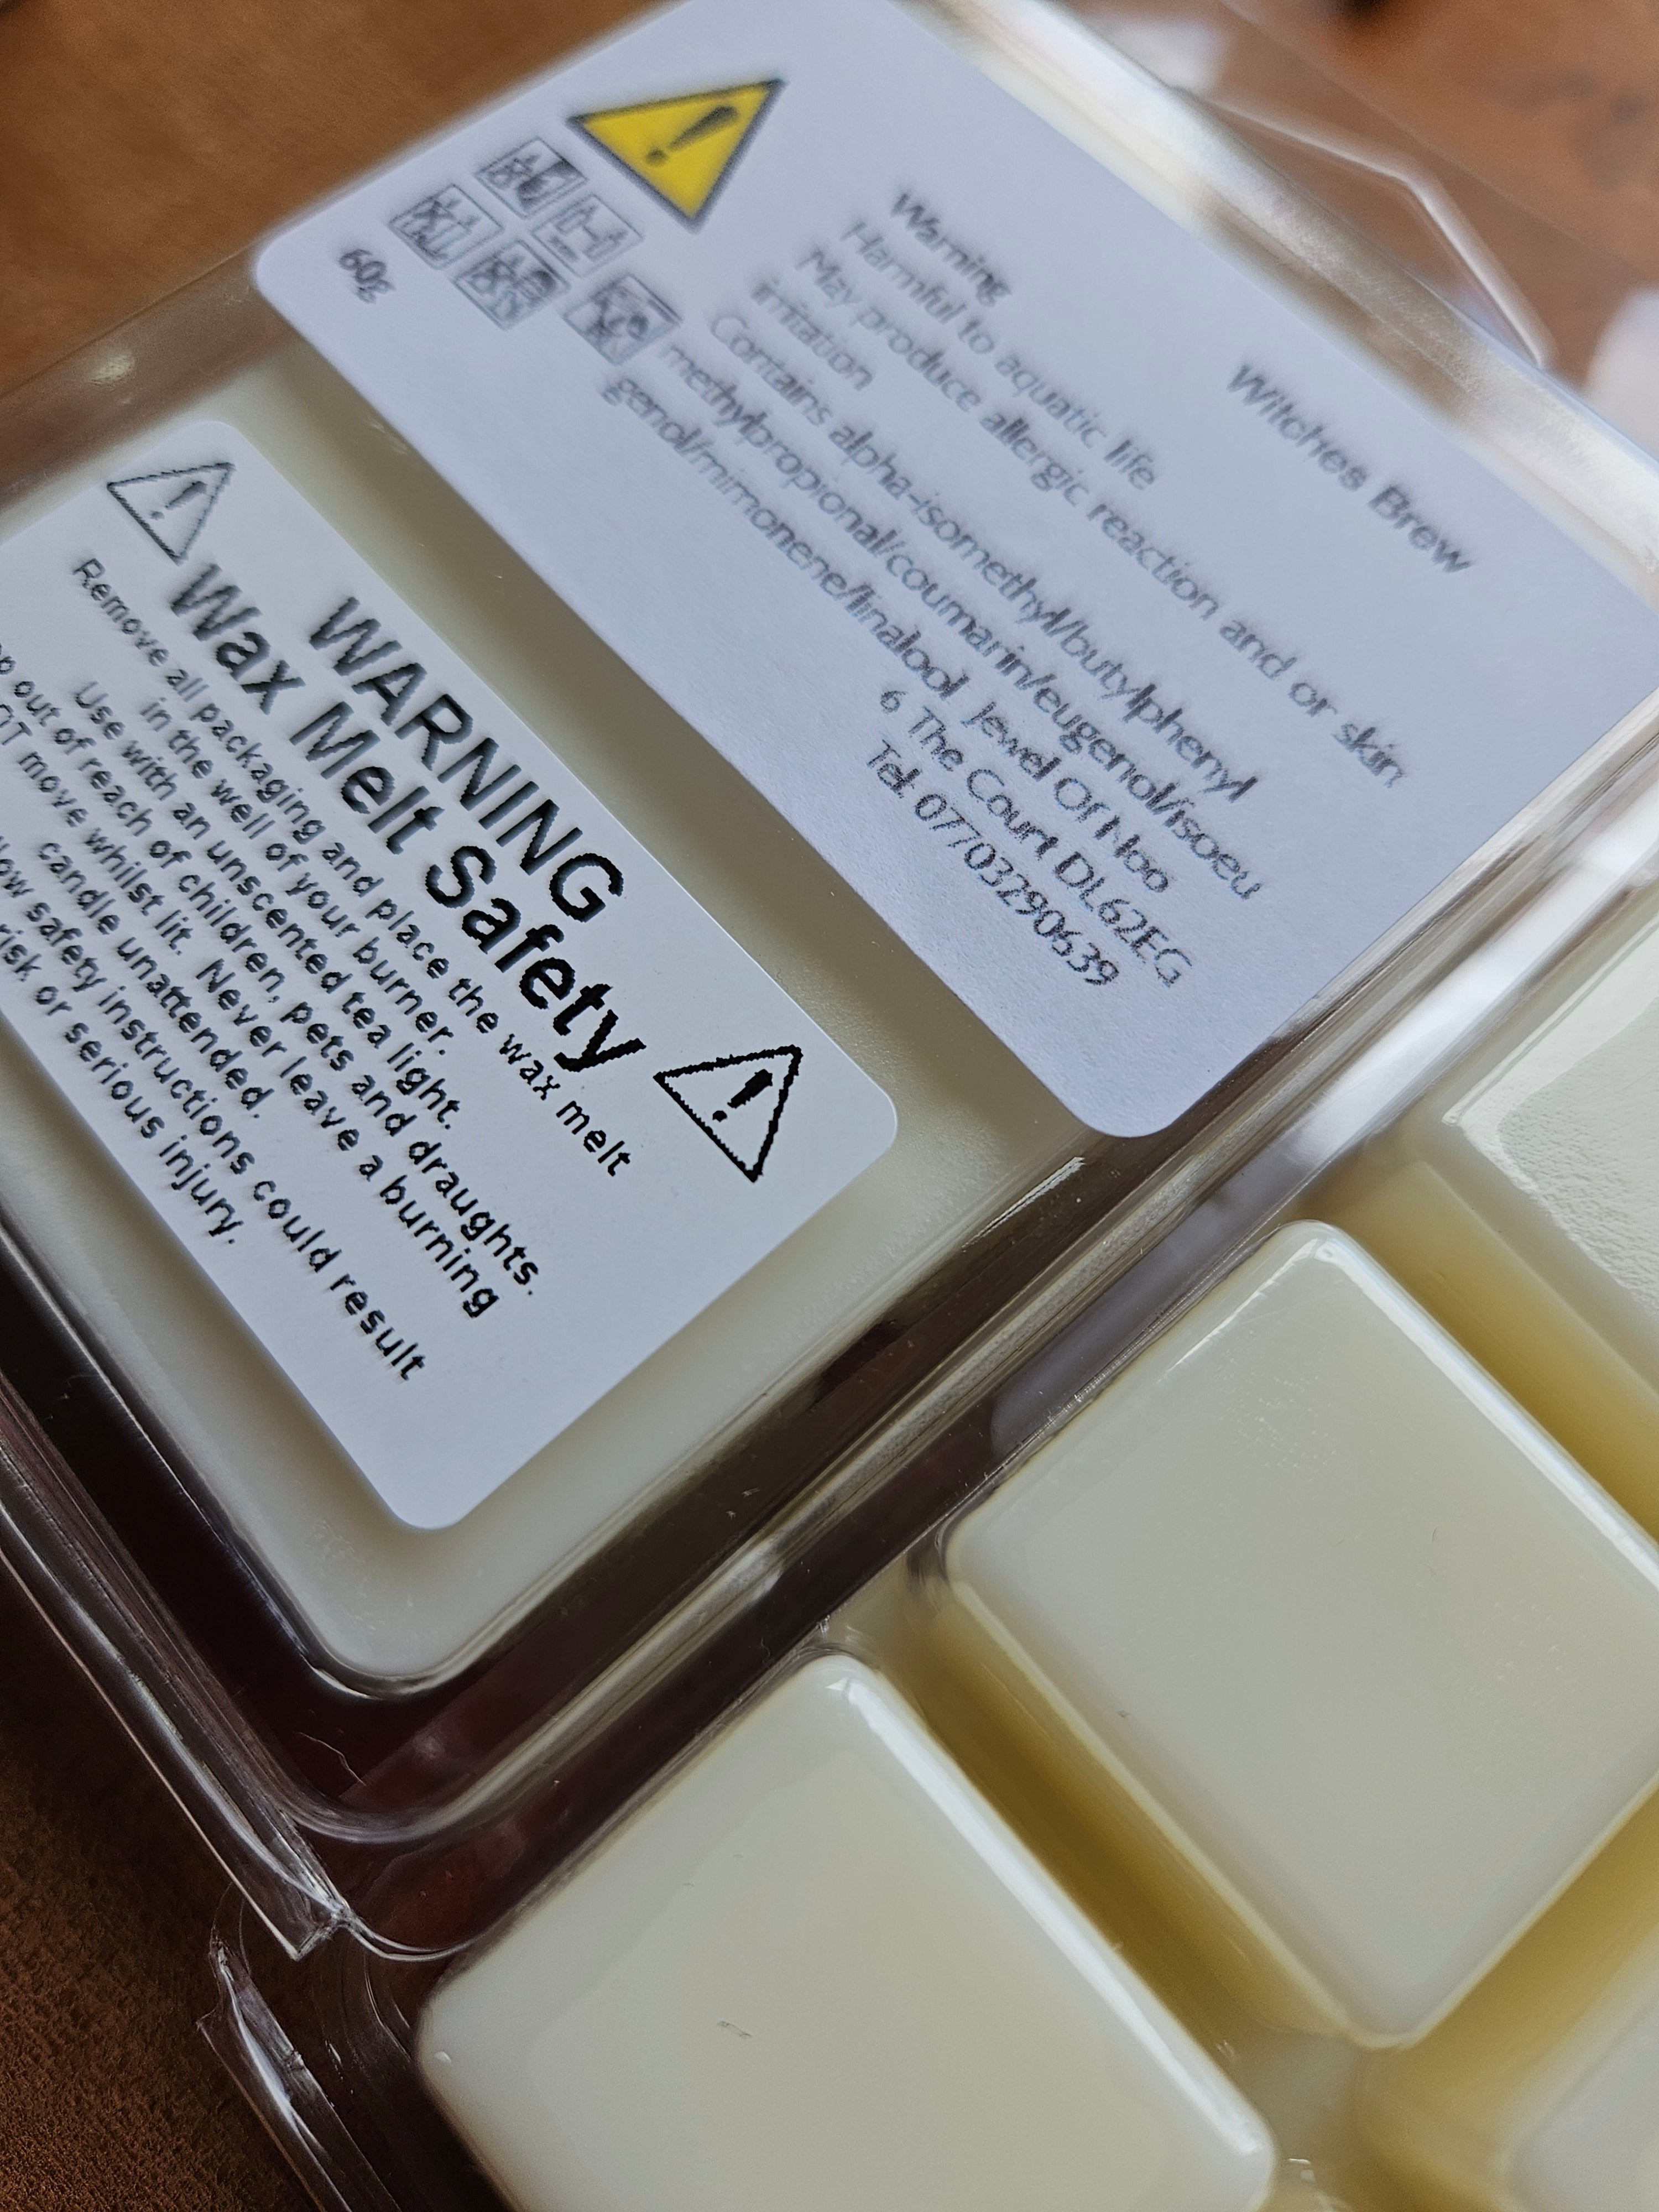 Witches Brew
Warning
Harmful to aquatic life
May produce allergic reaction and or skin
irritation
Contains alpha-isomethyl/butylphenyl
methylpropional/coumarin/eugenol/isoeu
genol/mimonene/linalool Jewel Of Noo
6 The Court DL62EG
Tel: 07703290639
60g
WARNING
Wax Melt Safety
Remove all packaging and place the wax melt
in the well of your burner.
Use with an unscented tea light.
out of reach of children, pets and draughts.
move whilst lit. Never leave a burning
candle unattended.
safety instructions could result
risk or serious injury.